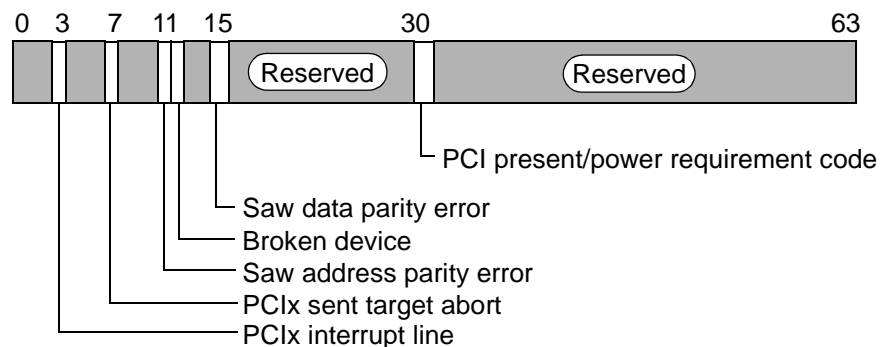 0 3 7 11 15 30 63
Reserved Reserved
PCI present/power requirement code
Saw data parity error
Broken device
Saw address parity error
PCIx sent target abort
PCIx interrupt line